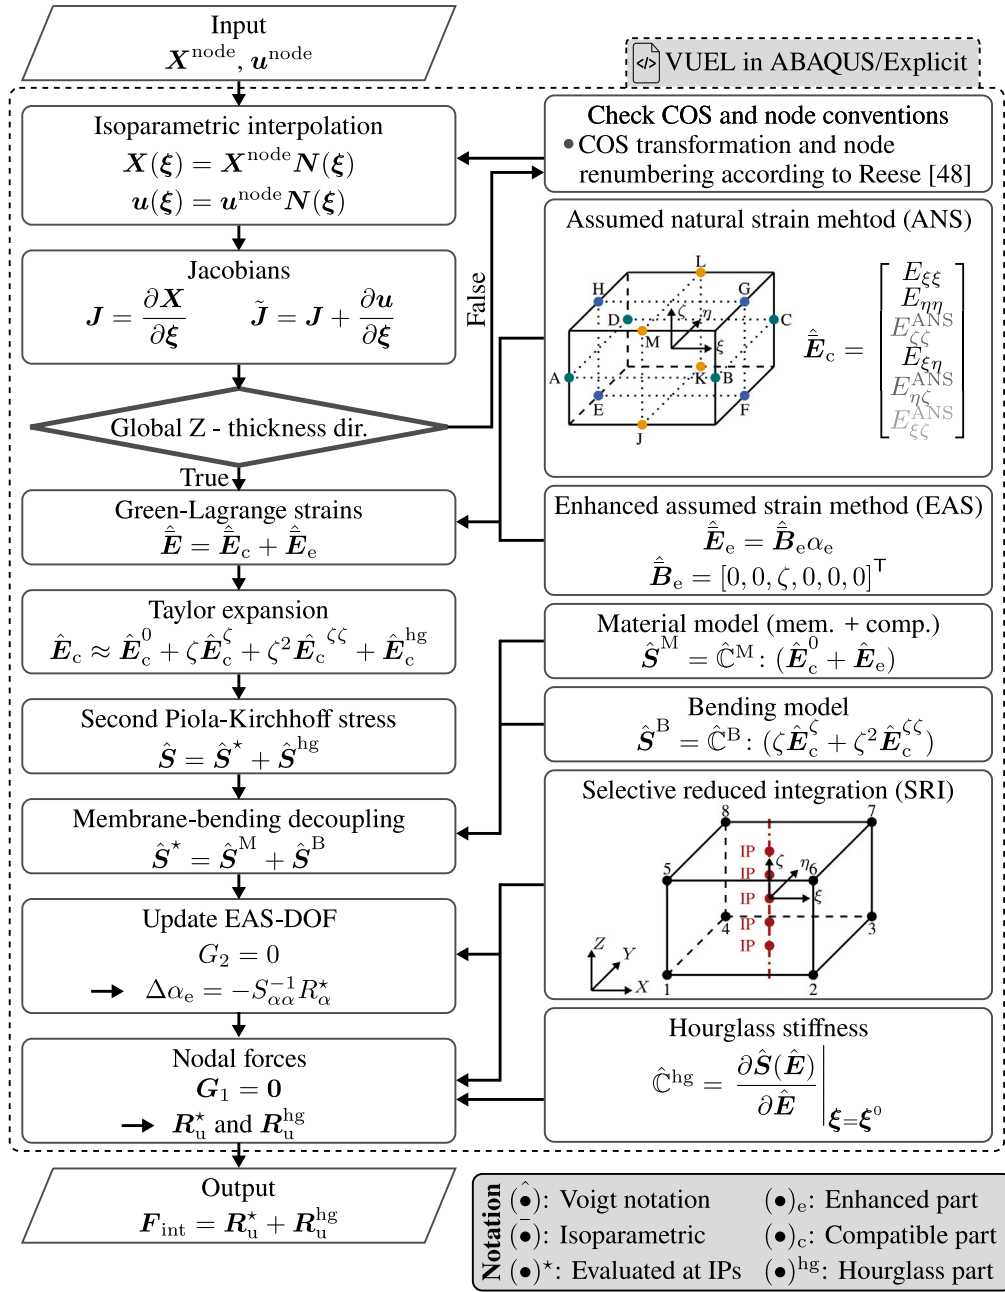 Input
X^node, u^node
</> VUEL in ABAQUS/Explicit
Isoparametric interpolation
X(ξ) = X^node N(ξ)
u(ξ) = u^node N(ξ)
Check COS and node conventions
• COS transformation and node
renumbering according to Reese [48]
Jacobians
J = ∂X/∂ξ    J̃ = J + ∂u/∂ξ
False
Global Z - thickness dir.
True
Assumed natural strain mehtod (ANS)
L
H
G
ζ
η
D
C
M
ξ
A
K
B
E
F
J
Ē̂_c =
E_ξξ
E_ηη
E_ζζ^ANS
E_ξη
E_ηζ^ANS
E_ξζ^ANS
Green-Lagrange strains
Ē̂ = Ē̂_c + Ē̂_e
Enhanced assumed strain method (EAS)
Ē̂_e = B̄̂_e α_e
B̄̂_e = [0, 0, ζ, 0, 0, 0]^T
Taylor expansion
Ê_c ≈ Ê_c^0 + ζÊ_c^ζ + ζ²Ê_c^ζζ + Ê_c^hg
Material model (mem. + comp.)
Ŝ^M = ℂ̂^M : (Ê_c^0 + Ê_e)
Second Piola-Kirchhoff stress
Ŝ = Ŝ^⋆ + Ŝ^hg
Bending model
Ŝ^B = ℂ̂^B : (ζÊ_c^ζ + ζ²Ê_c^ζζ)
Membrane-bending decoupling
Ŝ^⋆ = Ŝ^M + Ŝ^B
Selective reduced integration (SRI)
8
7
IP
ζ
η
5
IP
6
IP
ξ
4
IP
3
IP
Z
Y
X
1
2
Update EAS-DOF
G_2 = 0
→ Δα_e = −S_αα^−1 R_α^⋆
Nodal forces
G_1 = 0
→ R_u^⋆ and R_u^hg
Hourglass stiffness
ℂ̂^hg = ∂Ŝ(Ê)/∂Ê |_ξ=ξ^0
Output
F_int = R_u^⋆ + R_u^hg
Notation
(•̂): Voigt notation    (•)_e: Enhanced part
(•̄): Isoparametric    (•)_c: Compatible part
(•)^⋆: Evaluated at IPs    (•)^hg: Hourglass part